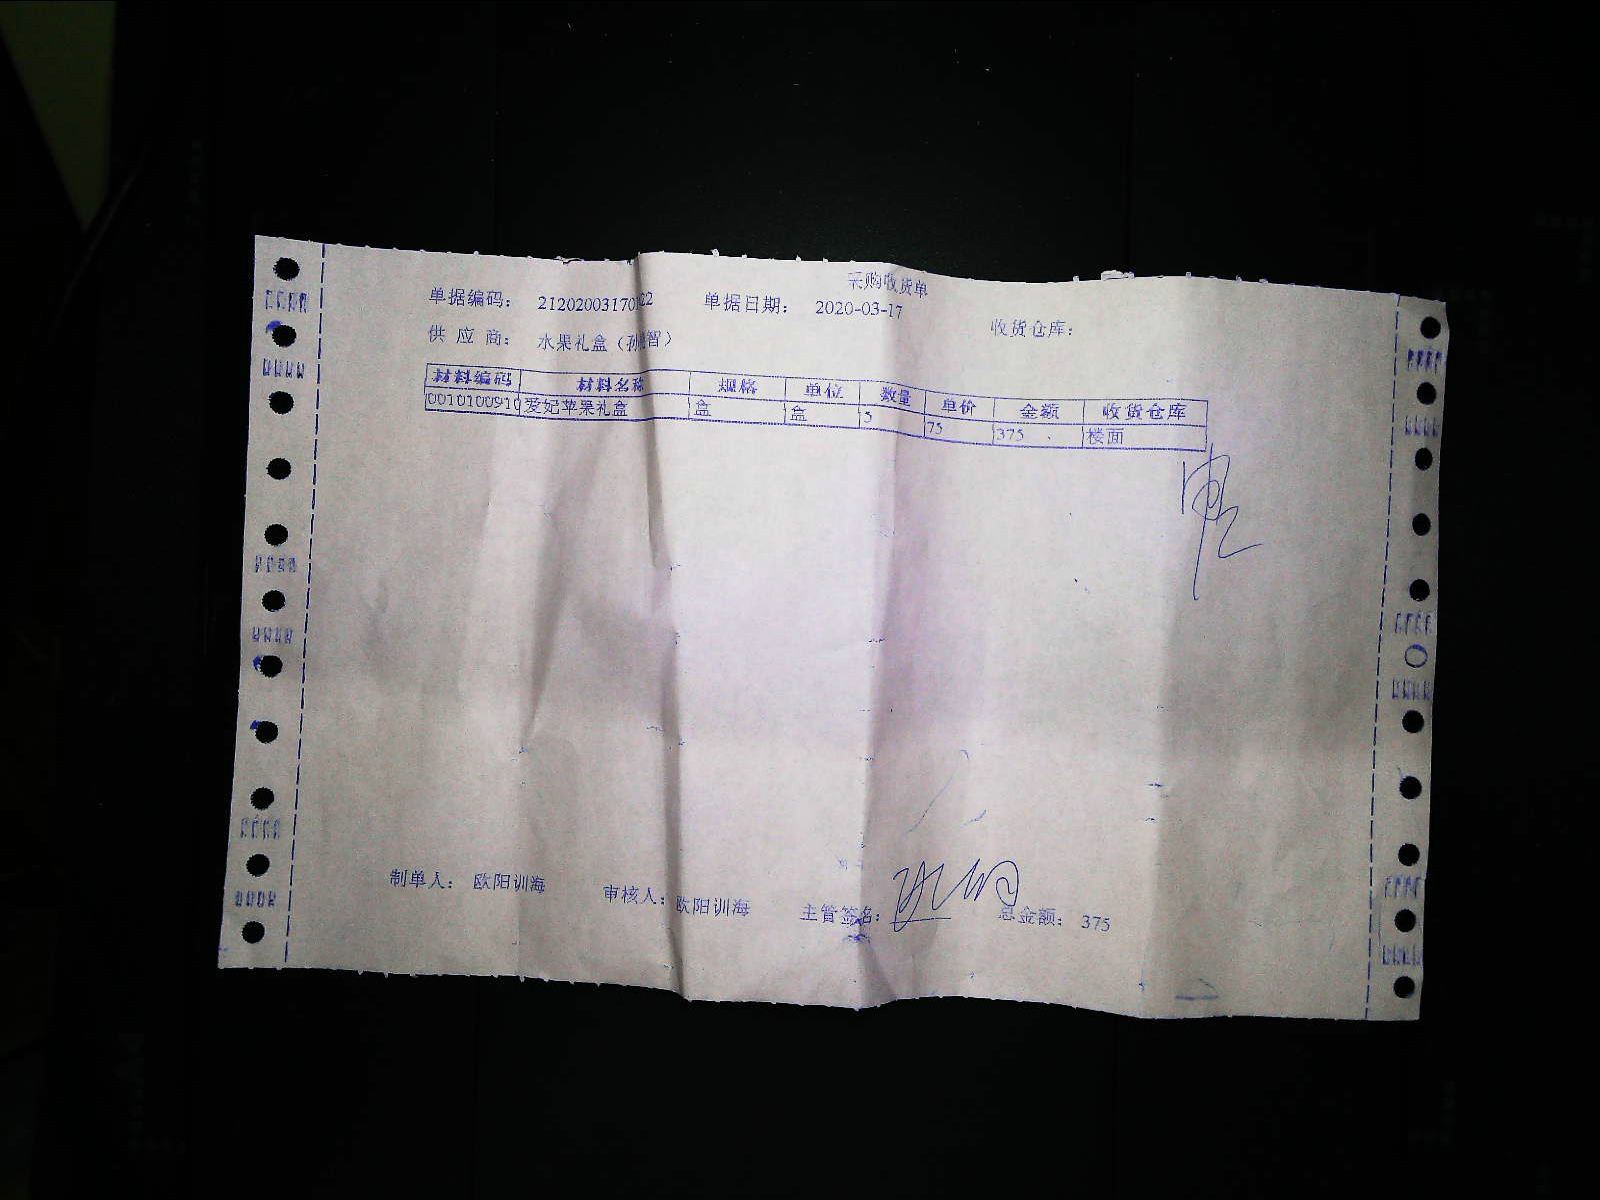 采购收货单
单据编码： 单据日期： 2020-03-17 收货仓库：
供 应 商： 水果礼盒
材料编码 材料名称 规格 单位 数量 单价 金额 收货仓库
0010100910 爱妃苹果礼盒 盒 盒 5 75 375 楼面
制单人： 欧阳训海 审核人：欧阳训海 主管签名： 总金额： 375